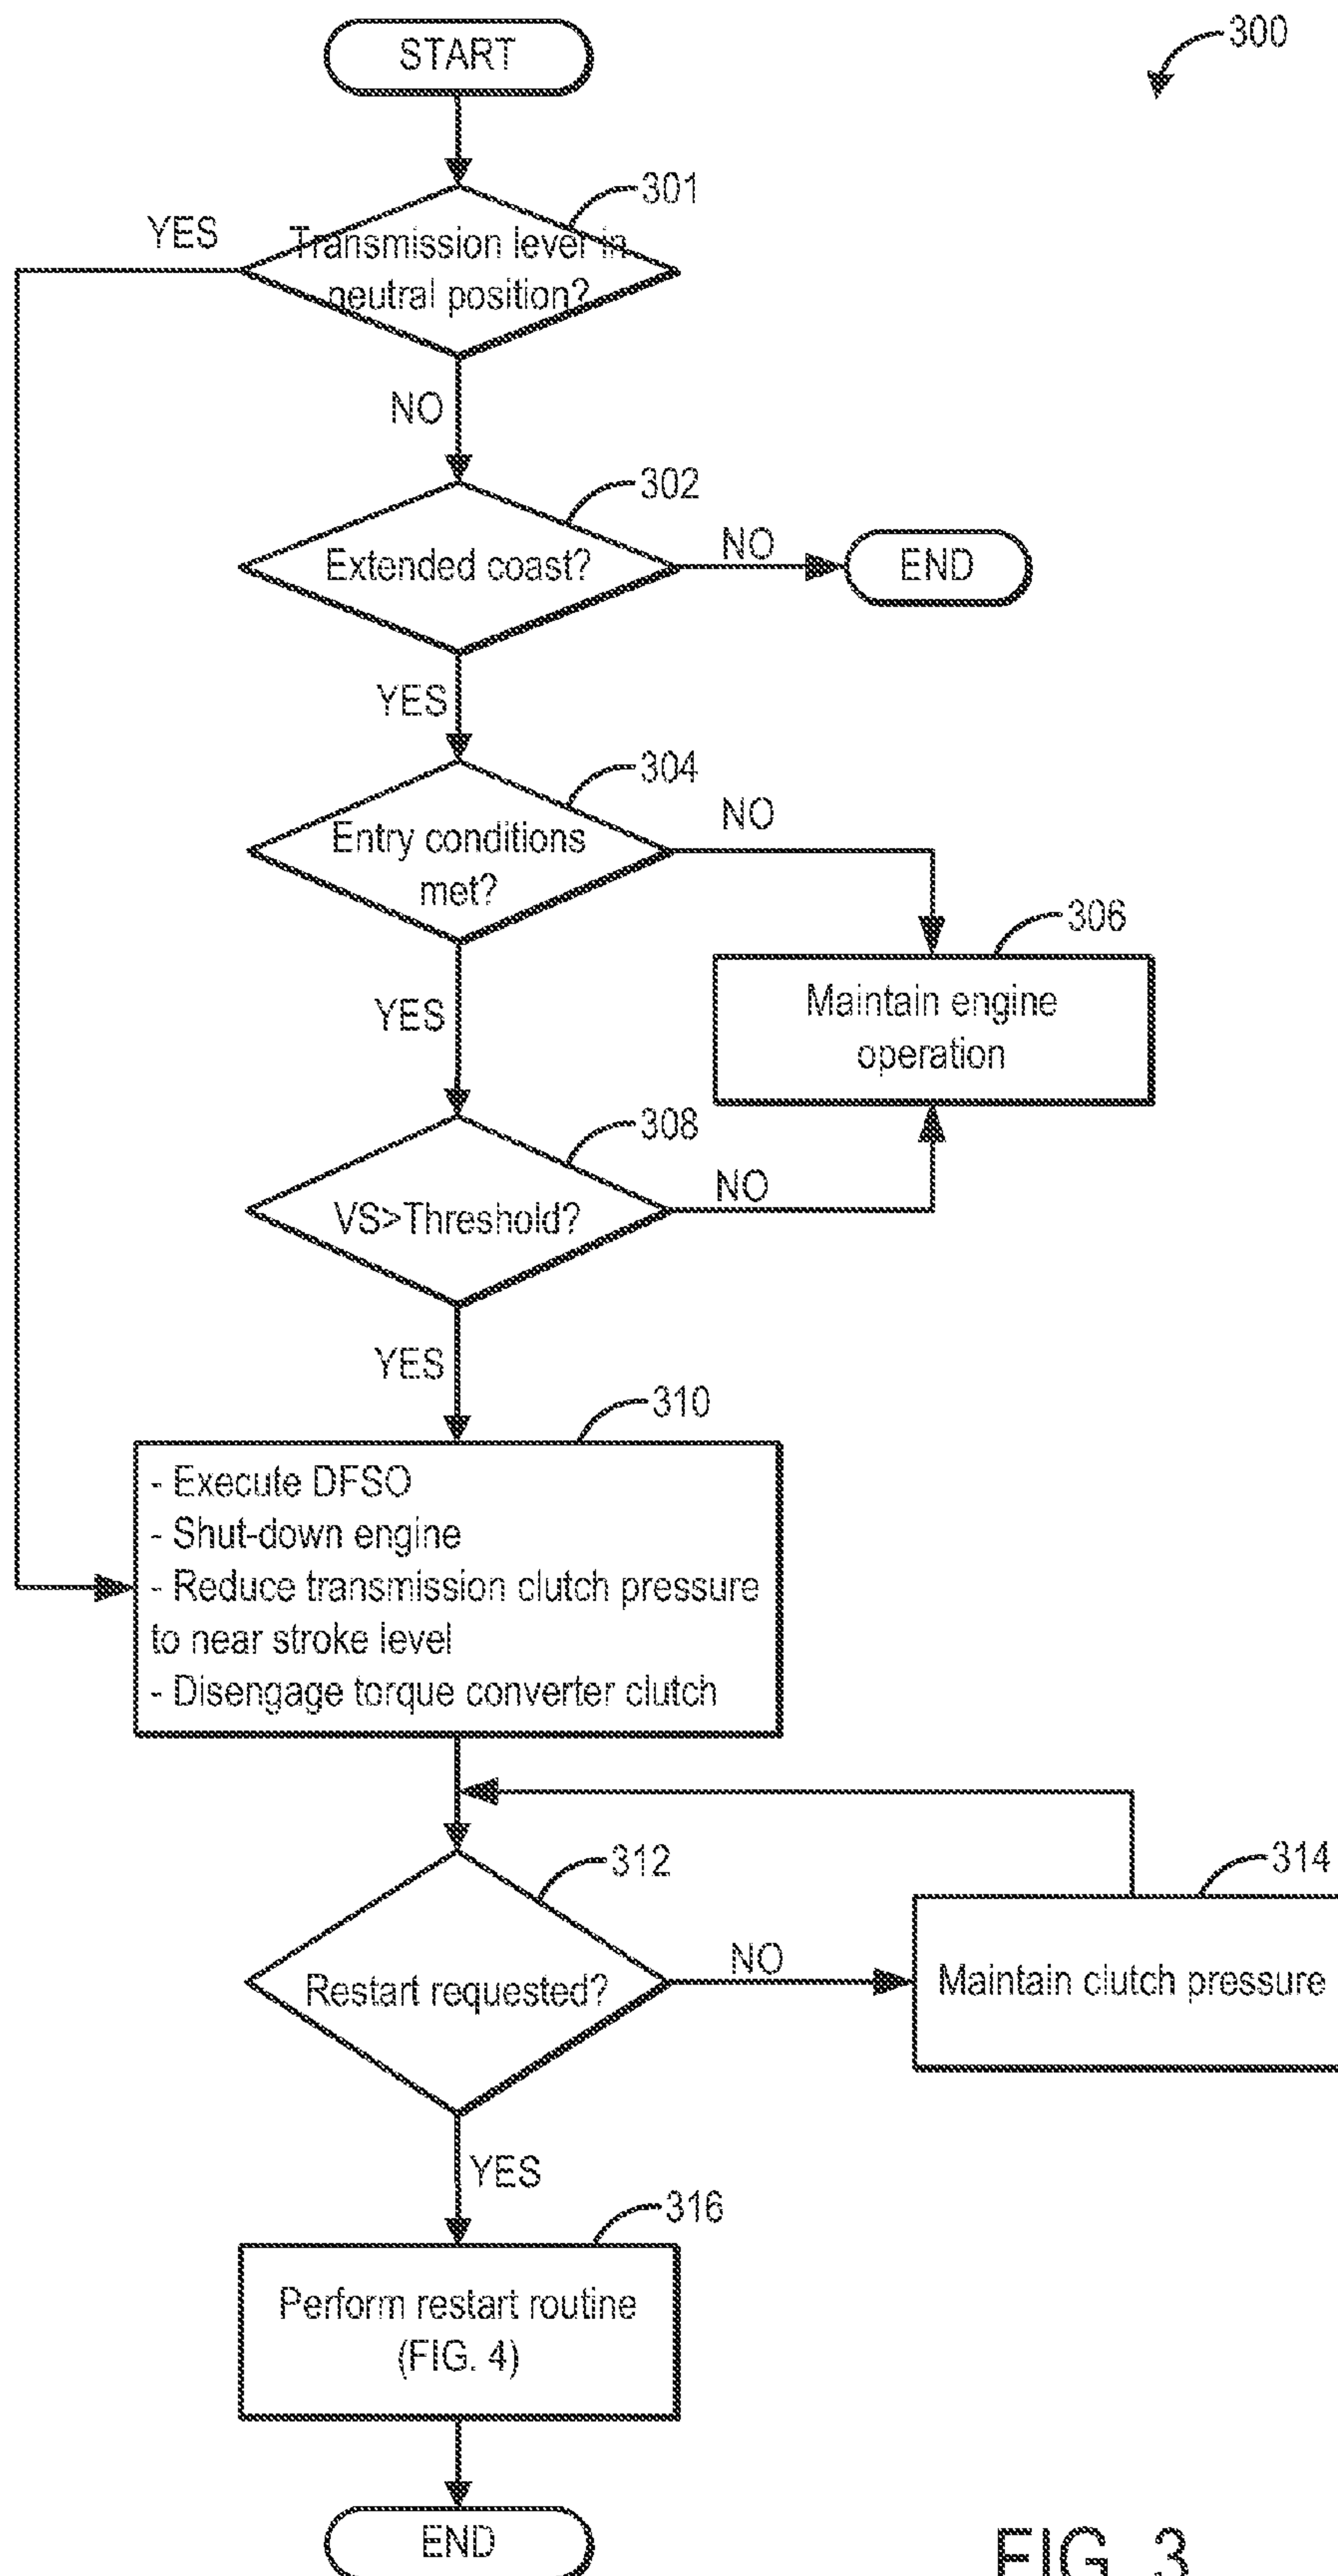 START
300
301
YES
Transmission lever in
neutral position?
NO
302
Extended coast?
NO
END
YES
304
Entry conditions
met?
NO
306
Maintain engine
operation
YES
308
VS>Threshold?
NO
YES
310
- Execute DFSO
- Shut-down engine
- Reduce transmission clutch pressure
to near stroke level
- Disengage torque converter clutch
312
314
Restart requested?
NO
Maintain clutch pressure
YES
316
Perform restart routine
(FIG. 4)
END
FIG. 3